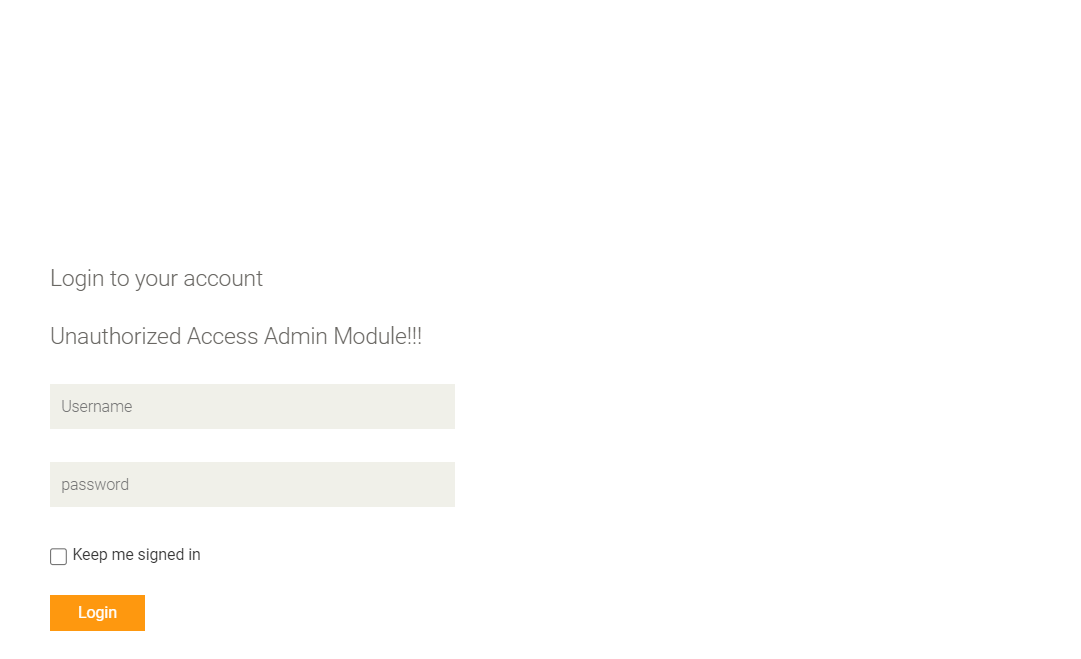 Login to your account
Unauthorized Access Admin Module!!!
Username
password
Keep me signed in
Login